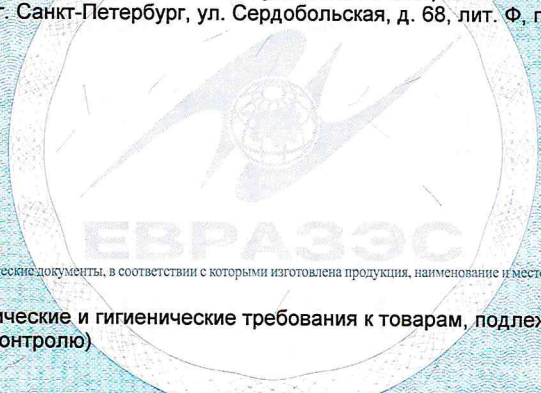 г. Санкт-Петербург, ул. Сердобольская, д. 68, лит. Ф,
ЕВРАЗЭС
еские документы, в соответствии с которыми изготовлена продукция, наименование и место
ические и гигиенические требования к товарам, подлеж
онтролю)